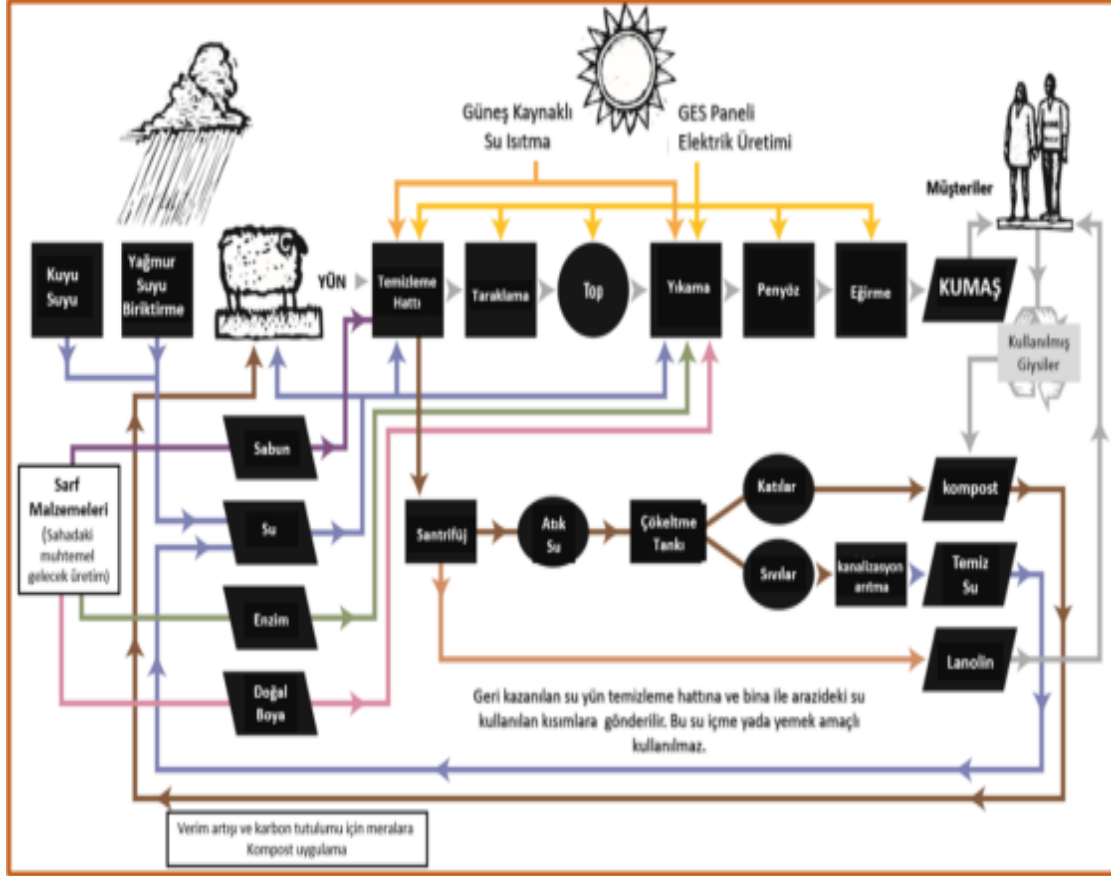 Güneş Kaynaklı
Su Isıtma
GES Paneli
Elektrik Üretimi
Müşteriler
Kuyu
Suyu
Yağmur
Suyu
Biriktirme
YÜN
Temizleme
Hattı
Taraklama
Top
Yıkama
Penyöz
Eğirme
KUMAŞ
Kullanılmış
Giysiler
Sarf
Malzemeleri
(Sahadaki
muhtemel
gelecek üretim)
Sabun
Su
Enzim
Doğal
Boya
Santrifüj
Atık
Su
Çökeltme
Tankı
Katılar
Sıvılar
kanalizasyon
arıtma
kompost
Temiz
Su
Lanolin
Geri kazanılan su yün temizleme hattına ve bina ile arazideki su
kullanılan kısımlara gönderilir. Bu su içme yada yemek amaçlı
kullanılmaz.
Verim artışı ve karbon tutulumu için meralara
Kompost uygulama